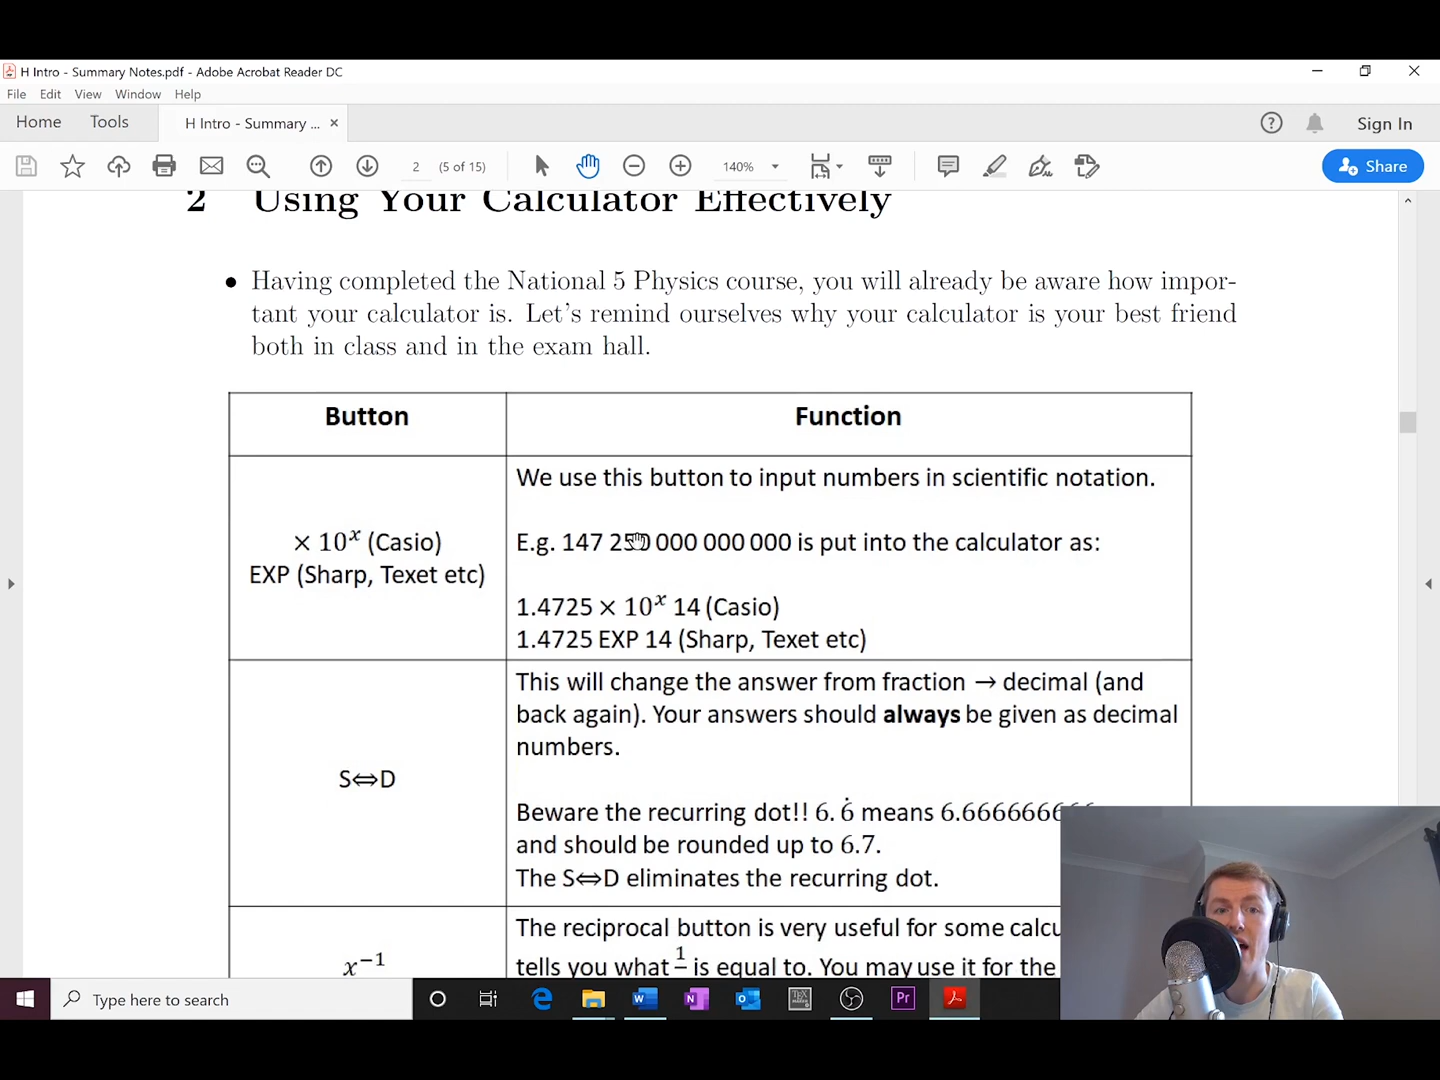 H Intro - Summary Notes.pdf - Adobe Acrobat Reader DC
File Edit View Window Help
Home Tools H Intro - Summary ... × Sign In
2 (5 of 15) 140% Share
2 Using Your Calculator Effectively
• Having completed the National 5 Physics course, you will already be aware how impor-
tant your calculator is. Let's remind ourselves why your calculator is your best friend
both in class and in the exam hall.
Button Function
× 10ˣ (Casio)
EXP (Sharp, Texet etc)
We use this button to input numbers in scientific notation.
E.g. 147 250 000 000 000 is put into the calculator as:
1.4725 × 10ˣ 14 (Casio)
1.4725 EXP 14 (Sharp, Texet etc)
S⇔D
This will change the answer from fraction → decimal (and
back again). Your answers should always be given as decimal
numbers.
Beware the recurring dot!! 6.6̇ means 6.666666666
and should be rounded up to 6.7.
The S⇔D eliminates the recurring dot.
x⁻¹
The reciprocal button is very useful for some calcu
tells you what 1 is equal to. You may use it for the
Type here to search
Pr